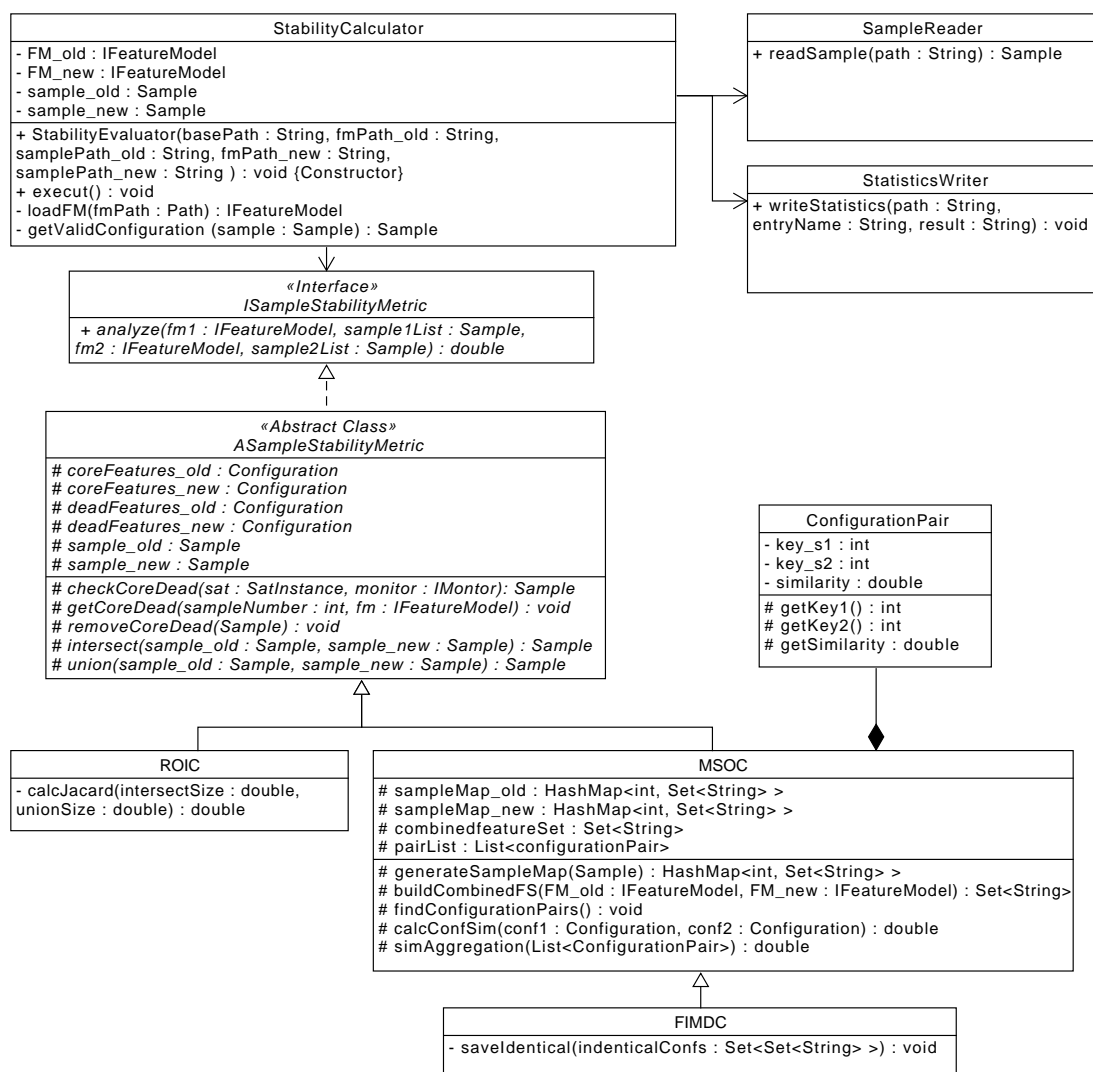 StabilityCalculator
- FM_old : IFeatureModel
- FM_new : IFeatureModel
- sample_old : Sample
- sample_new : Sample
+ StabilityEvaluator(basePath : String, fmPath_old : String,
samplePath_old : String, fmPath_new : String,
samplePath_new : String ) : void {Constructor}
+ execut() : void
- loadFM(fmPath : Path) : IFeatureModel
- getValidConfiguration (sample : Sample) : Sample
SampleReader
+ readSample(path : String) : Sample
StatisticsWriter
+ writeStatistics(path : String,
entryName : String, result : String) : void
«Interface»
ISampleStabilityMetric
+ analyze(fm1 : IFeatureModel, sample1List : Sample,
fm2 : IFeatureModel, sample2List : Sample) : double
«Abstract Class»
ASampleStabilityMetric
# coreFeatures_old : Configuration
# coreFeatures_new : Configuration
# deadFeatures_old : Configuration
# deadFeatures_new : Configuration
# sample_old : Sample
# sample_new : Sample
# checkCoreDead(sat : SatInstance, monitor : IMontor): Sample
# getCoreDead(sampleNumber : int, fm : IFeatureModel) : void
# removeCoreDead(Sample) : void
# intersect(sample_old : Sample, sample_new : Sample) : Sample
# union(sample_old : Sample, sample_new : Sample) : Sample
ConfigurationPair
- key_s1 : int
- key_s2 : int
- similarity : double
# getKey1() : int
# getKey2() : int
# getSimilarity : double
ROIC
- calcJacard(intersectSize : double,
unionSize : double) : double
MSOC
# sampleMap_old : HashMap<int, Set<String> >
# sampleMap_new : HashMap<int, Set<String> >
# combinedfeatureSet : Set<String>
# pairList : List<configurationPair>
# generateSampleMap(Sample) : HashMap<int, Set<String> >
# buildCombinedFS(FM_old : IFeatureModel, FM_new : IFeatureModel) : Set<String>
# findConfigurationPairs() : void
# calcConfSim(conf1 : Configuration, conf2 : Configuration) : double
# simAggregation(List<ConfigurationPair>) : double
FIMDC
- saveIdentical(indenticalConfs : Set<Set<String> >) : void